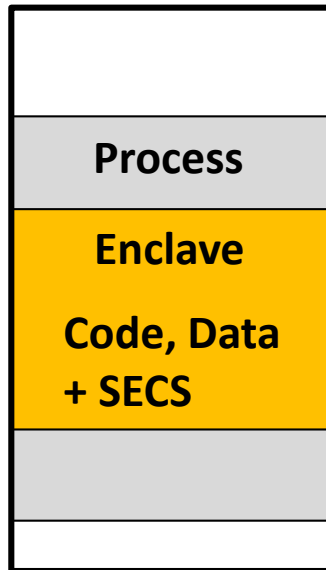 Process
Enclave
Code, Data
+ SECS